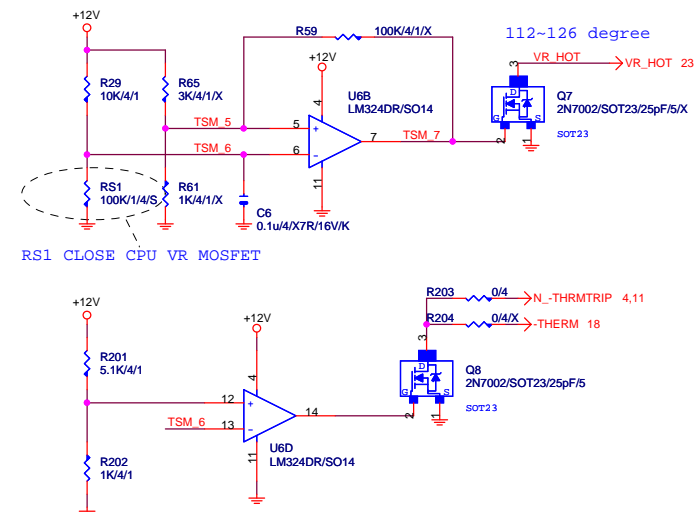 +12V
R59 100K/4/1/X
112~126 degree
+12V
3
VR_HOT
VR_HOT 23
R29
10K/4/1
R65
3K/4/1/X
4
U6B
LM324DR/SO14
D
G S
Q7
2N7002/SOT23/25pF/5/X
SOT23
TSM_5
5
+
7
TSM_7
2
1
TSM_6
6
-
RS1
100K/1/4/S
R61
1K/4/1/X
11
C6
0.1u/4/X7R/16V/K
RS1 CLOSE CPU VR MOSFET
+12V
+12V
R203 0/4
N_-THRMTRIP 4,11
R204 0/4/X
-THERM 18
3
R201
5.1K/4/1
4
D
G S
Q8
2N7002/SOT23/25pF/5
SOT23
12
+
14
2
1
TSM_6
13
-
11
U6D
LM324DR/SO14
R202
1K/4/1